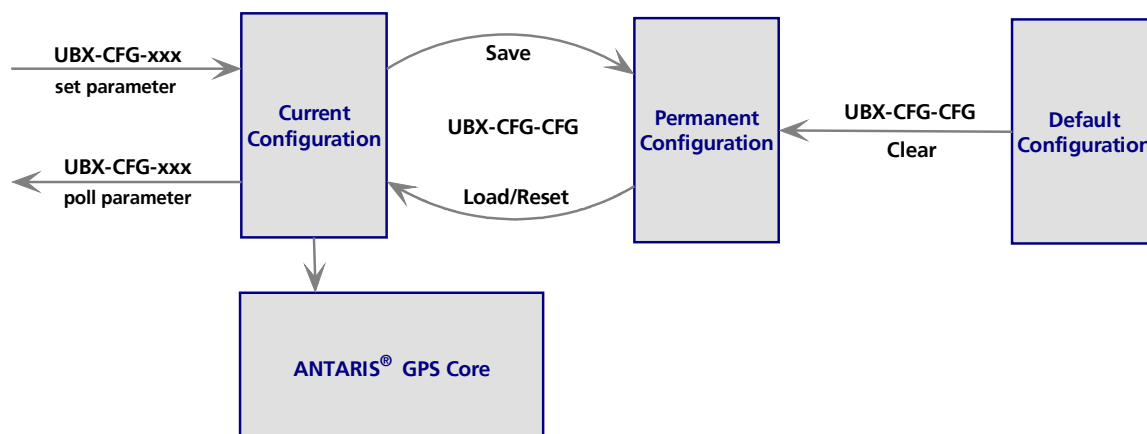 UBX-CFG-xxx
set parameter
UBX-CFG-xxx
poll parameter
Current
Configuration
Save
UBX-CFG-CFG
Load/Reset
Permanent
Configuration
UBX-CFG-CFG
Clear
Default
Configuration
ANTARIS® GPS Core